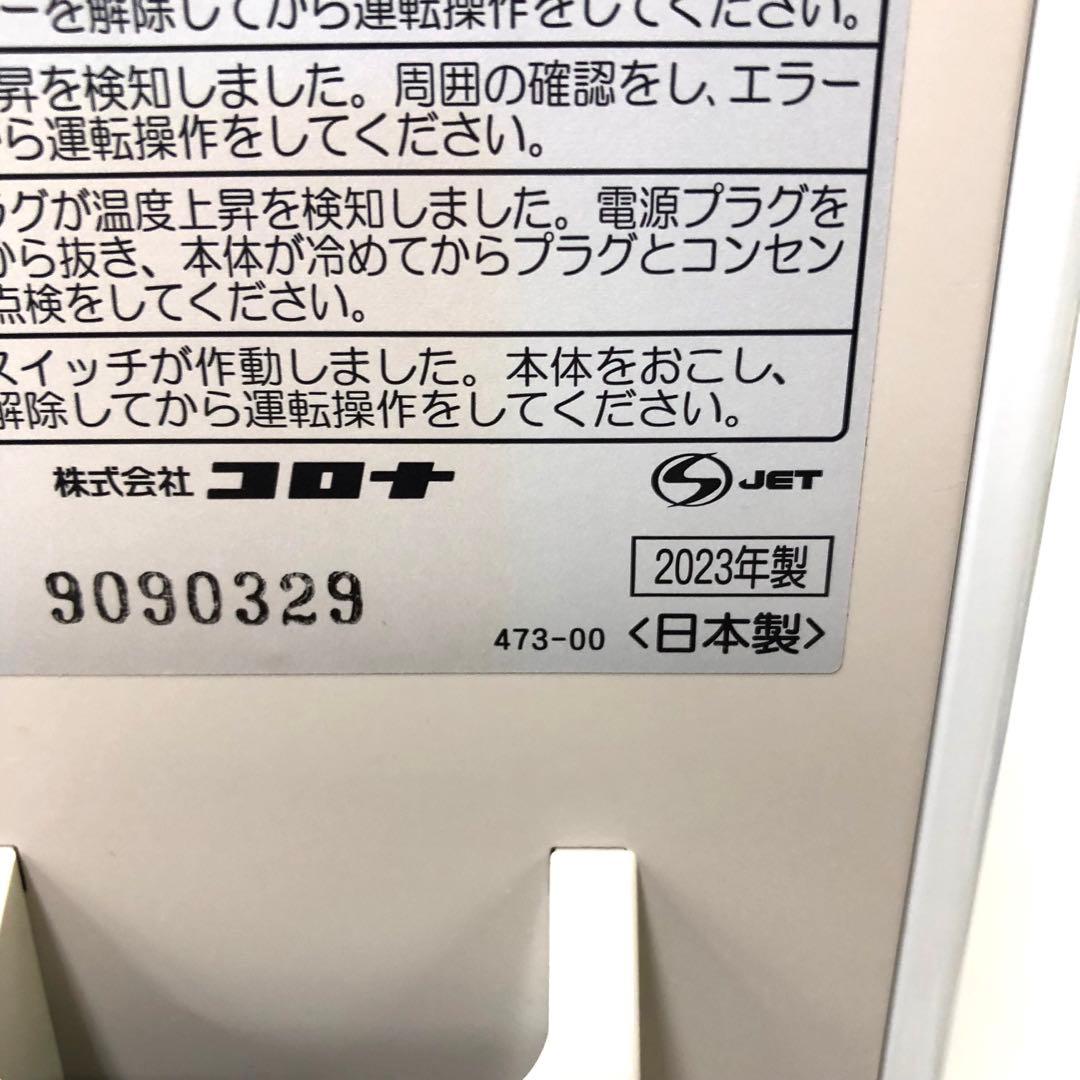 ーを解除してから運転操作をしてください。
昇を検知しました。周囲の確認をし、エラー
ら運転操作をしてください。
グが温度上昇を検知しました。電源プラグを
から抜き、本体が冷めてからプラグとコンセン
点検をしてください。
スイッチが作動しました。本体をおこし、
解除してから運転操作をしてください。
株式会社 コロナ
S JET
9090329
2023年製
473-00 <日本製>